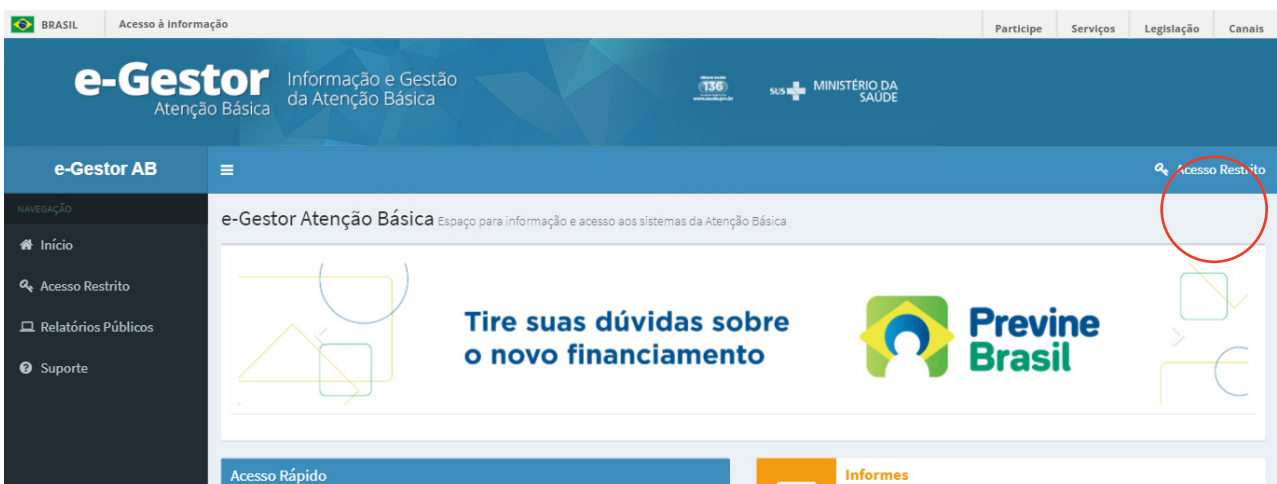 BRASIL Acesso à informação Participe Serviços Legislação Canais
e-Gestor
Atenção Básica
Informação e Gestão
da Atenção Básica
136
SUS MINISTÉRIO DA
SAÚDE
e-Gestor AB
Acesso Restrito
NAVEGAÇÃO
Início
Acesso Restrito
Relatórios Públicos
Suporte
e-Gestor Atenção Básica Espaço para informação e acesso aos sistemas da Atenção Básica
Tire suas dúvidas sobre
o novo financiamento
Previne
Brasil
Acesso Rápido
Informes